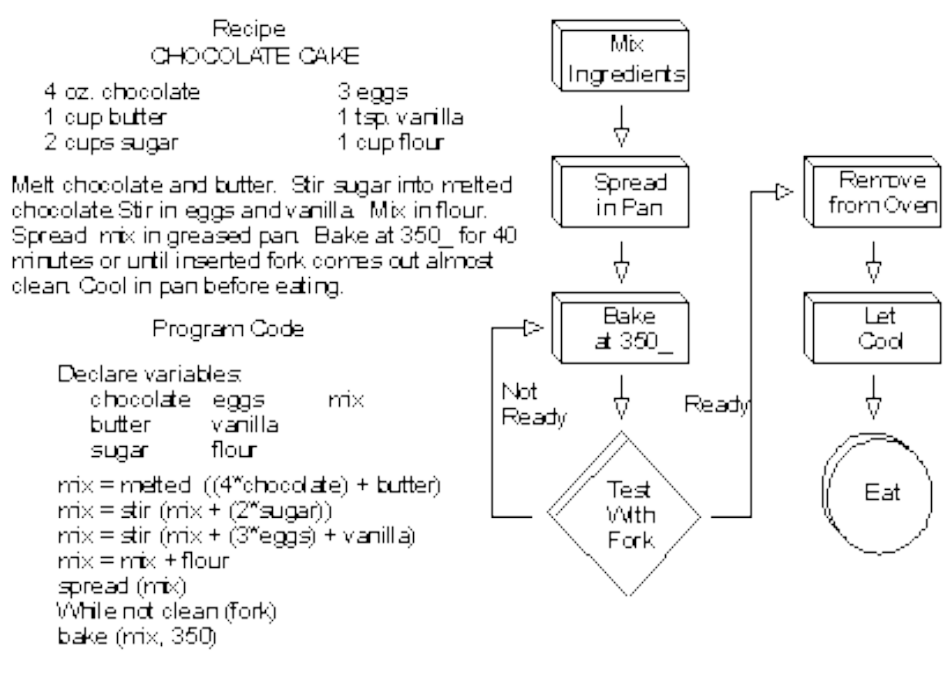 Recipe
CHOCOLATE CAKE
4 oz. chocolate 3 eggs
1 cup butter 1 tsp. vanilla
2 cups sugar 1 cup flour
Melt chocolate and butter. Stir sugar into melted
chocolate. Stir in eggs and vanilla. Mix in flour.
Spread mix in greased pan. Bake at 350_ for 40
minutes or until inserted fork comes out almost
clean. Cool in pan before eating.
Program Code
Declare variables:
chocolate eggs mix
butter vanilla
sugar flour
mix = melted ((4*chocolate) + butter)
mix = stir (mix + (2*sugar))
mix = stir (mix + (3*eggs) + vanilla)
mix = mix + flour
spread (mix)
While not clean (fork)
bake (mix, 350)
Mix
Ingredients
Spread
in Pan
Bake
at 350_
Not
Ready
Test
With
Fork
Ready
Remove
from Oven
Let
Cool
Eat